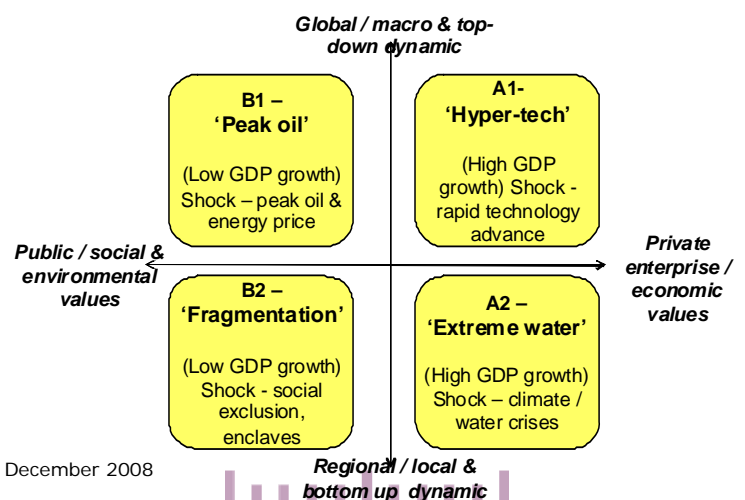 Global / macro & top-
down dynamic
B1 –
‘Peak oil’
(Low GDP growth)
Shock – peak oil &
energy price
A1-
‘Hyper-tech’
(High GDP
growth) Shock -
rapid technology
advance
Public / social &
environmental
values
Private
enterprise /
economic
values
B2 –
‘Fragmentation’
(Low GDP growth)
Shock - social
exclusion,
enclaves
A2 –
‘Extreme water’
(High GDP growth)
Shock – climate /
water crises
December 2008
Regional / local &
bottom up dynamic